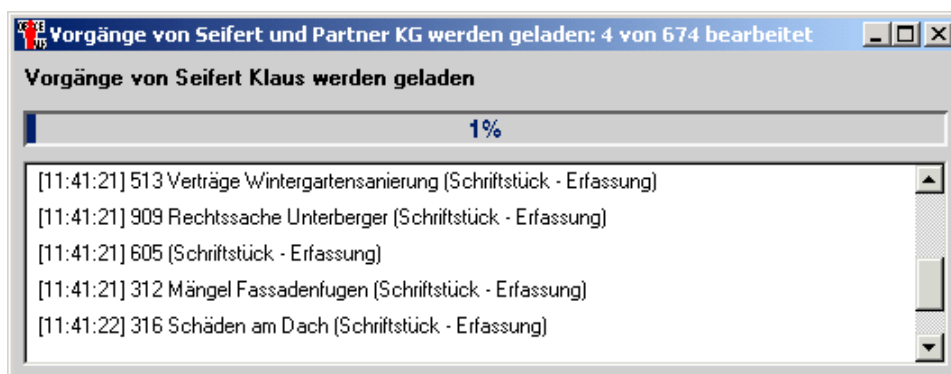 Vorgänge von Seifert und Partner KG werden geladen: 4 von 674 bearbeitet
Vorgänge von Seifert Klaus werden geladen
1%
[11:41:21] 513 Verträge Wintergartensanierung (Schriftstück - Erfassung)
[11:41:21] 909 Rechtssache Unterberger (Schriftstück - Erfassung)
[11:41:21] 605 (Schriftstück - Erfassung)
[11:41:21] 312 Mängel Fassadenfugen (Schriftstück - Erfassung)
[11:41:22] 316 Schäden am Dach (Schriftstück - Erfassung)